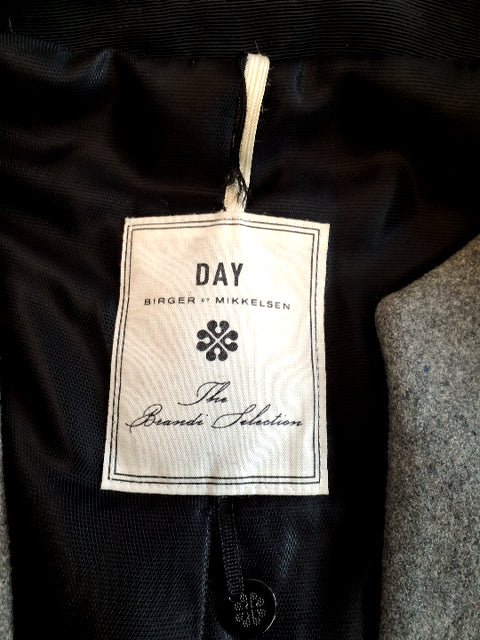 DAY
BIRGER et MIKKELSEN
The
Brandi Selection